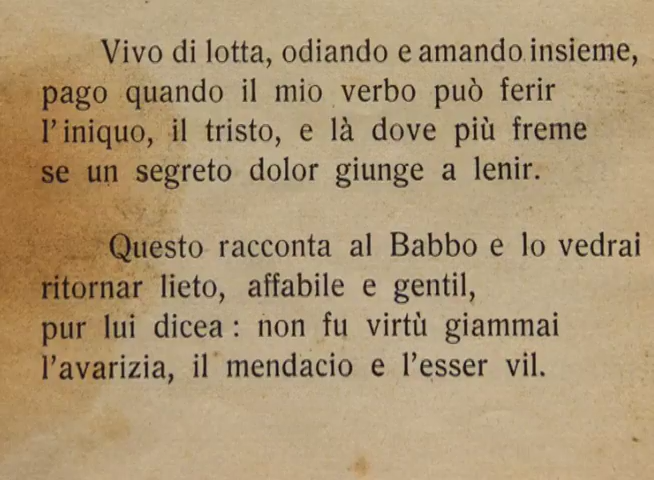 Vivo di lotta, odiando e amando insieme,
pago quando il mio verbo può ferir
l'iniquo, il tristo, e là dove più freme
se un segreto dolor giunge a lenir.
Questo racconta al Babbo e lo vedrai
ritornar lieto, affabile e gentil,
pur lui dicea : non fu virtù giammai
l'avarizia, il mendacio e l'esser vil.